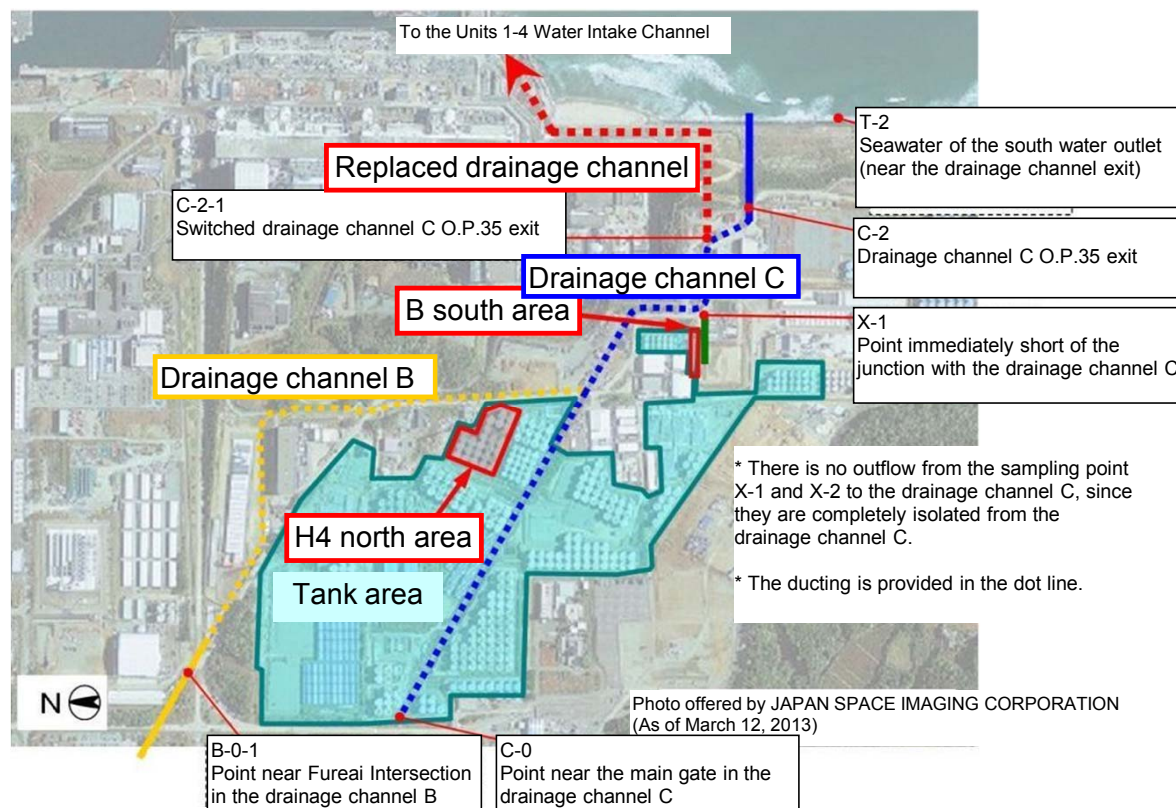 To the Units 1-4 Water Intake Channel
T-2
Seawater of the south water outlet
(near the drainage channel exit)
Replaced drainage channel
C-2-1
Switched drainage channel C O.P.35 exit
C-2
Drainage channel C O.P.35 exit
Drainage channel C
B south area
X-1
Point immediately short of the
junction with the drainage channel C
Drainage channel B
* There is no outflow from the sampling point
X-1 and X-2 to the drainage channel C, since
they are completely isolated from the
drainage channel C.
* The ducting is provided in the dot line.
H4 north area
Tank area
N
Photo offered by JAPAN SPACE IMAGING CORPORATION
(As of March 12, 2013)
B-0-1
Point near Fureai Intersection
in the drainage channel B
C-0
Point near the main gate in the
drainage channel C